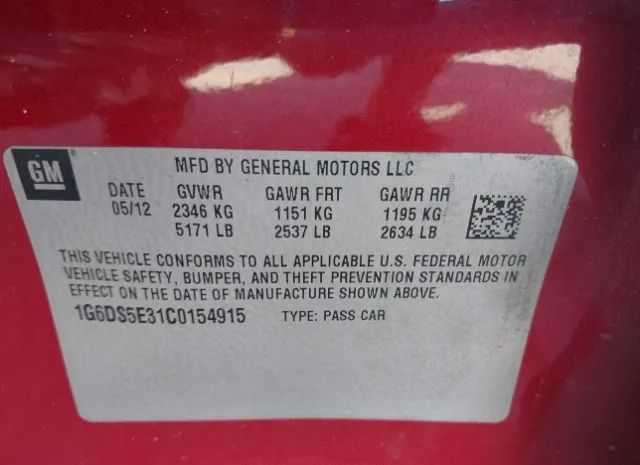 GM
MFD BY GENERAL MOTORS LLC
DATE GVWR GAWR FRT GAWR RR
05/12 2346 KG 1151 KG 1195 KG
5171 LB 2537 LB 2634 LB
THIS VEHICLE CONFORMS TO ALL APPLICABLE U.S. FEDERAL MOTOR
VEHICLE SAFETY, BUMPER, AND THEFT PREVENTION STANDARDS IN
EFFECT ON THE DATE OF MANUFACTURE SHOWN ABOVE.
1G6DS5E31C0154915 TYPE: PASS CAR